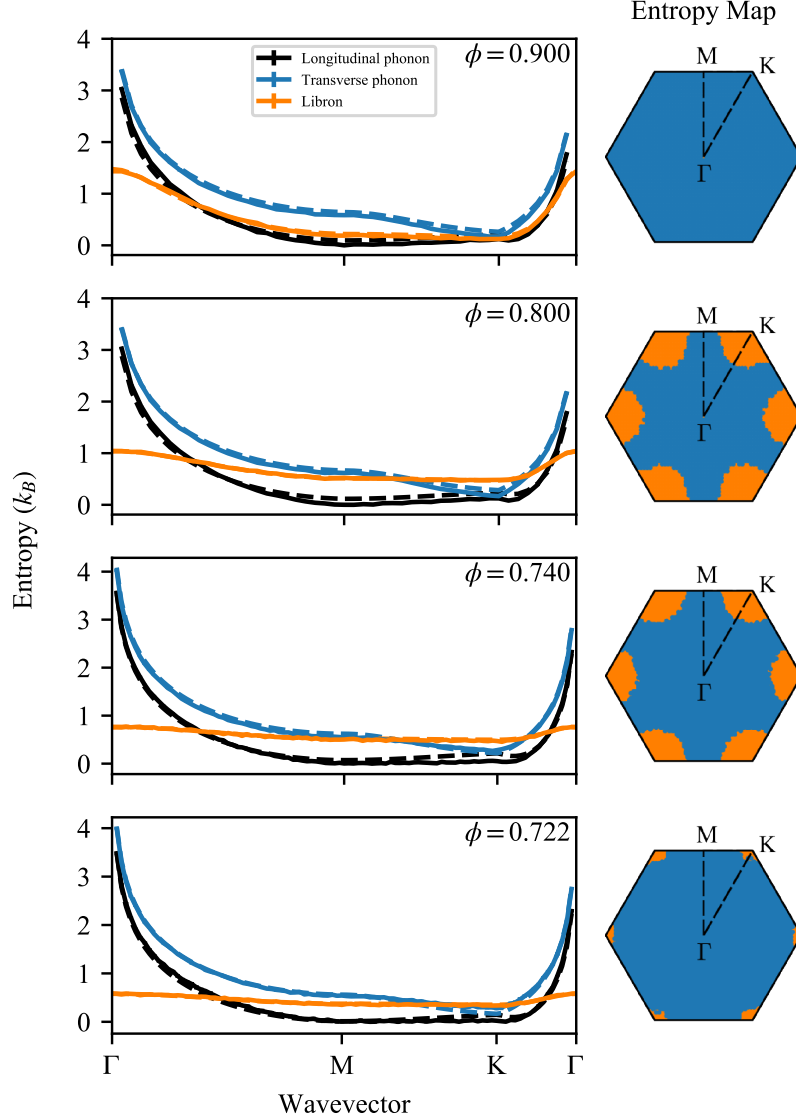 Entropy Map
4
3
2
1
0
Longitudinal phonon
Transverse phonon
Libron
ϕ = 0.900
M
K
Γ
4
3
2
1
0
ϕ = 0.800
M
K
Γ
Entropy (k_B)
4
3
2
1
0
ϕ = 0.740
M
K
Γ
4
3
2
1
0
ϕ = 0.722
M
K
Γ
Γ
M
K
Γ
Wavevector